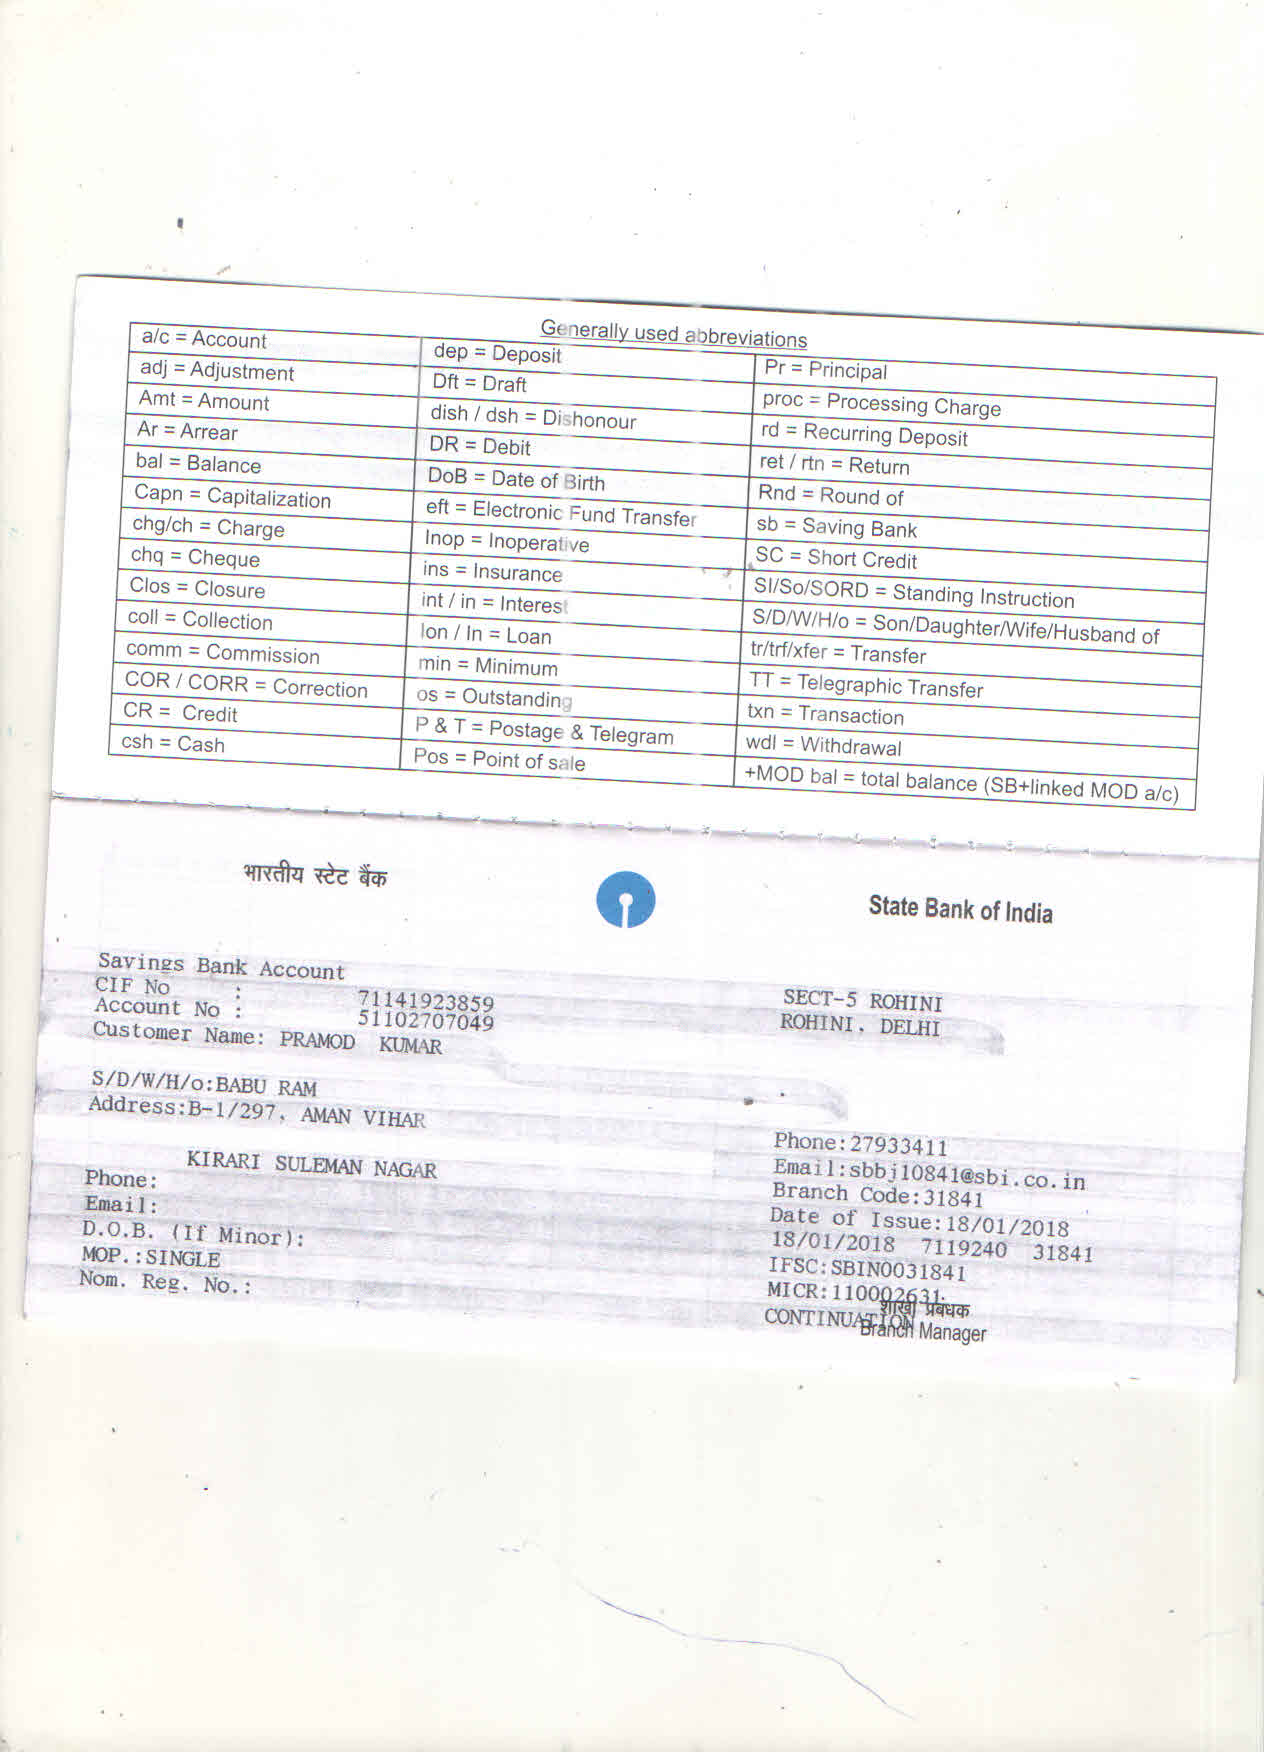 Generally used abbreviations
a/c = Account
adj = Adjustment
Amt = Amount
Ar = Arrear
bal = Balance
Capn = Capitalization
chg/ch = Charge
chq = Cheque
Clos = Closure
coll = Collection
comm = Commission
COR / CORR = Correction
CR = Credit
csh = Cash
dep = Deposit
Dft = Draft
dish / dsh = Dishonour
DR = Debit
DoB = Date of Birth
eft = Electronic Fund Transfer
Inop = Inoperative
ins = Insurance
int / in = Interest
lon / ln = Loan
min = Minimum
os = Outstanding
P & T = Postage & Telegram
Pos = Point of sale
Pr = Principal
proc = Processing Charge
rd = Recurring Deposit
ret / rtn = Return
Rnd = Round of
sb = Saving Bank
SC = Short Credit
SI/So/SORD = Standing Instruction
S/D/W/H/o = Son/Daughter/Wife/Husband of
tr/trf/xfer = Transfer
TT = Telegraphic Transfer
txn = Transaction
wdl = Withdrawal
+MOD bal = total balance (SB+linked MOD a/c)
भारतीय स्टेट बैंक
State Bank of India
Savings Bank Account
CIF No : 71141923859
Account No : 51102707049
Customer Name: PRAMOD KUMAR
S/D/W/H/o:BABU RAM
Address:B-1/297, AMAN VIHAR
KIRARI SULEMAN NAGAR
Phone:
Email:
D.O.B. (If Minor):
MOP.:SINGLE
Nom. Reg. No.:
SECT-5 ROHINI
ROHINI, DELHI
Phone:27933411
Email:sbbj10841@sbi.co.in
Branch Code:31841
Date of Issue:18/01/2018
18/01/2018 7119240 31841
IFSC:SBIN0031841
MICR:110002631
शाखा प्रबंधक
CONTINUATION
Branch Manager